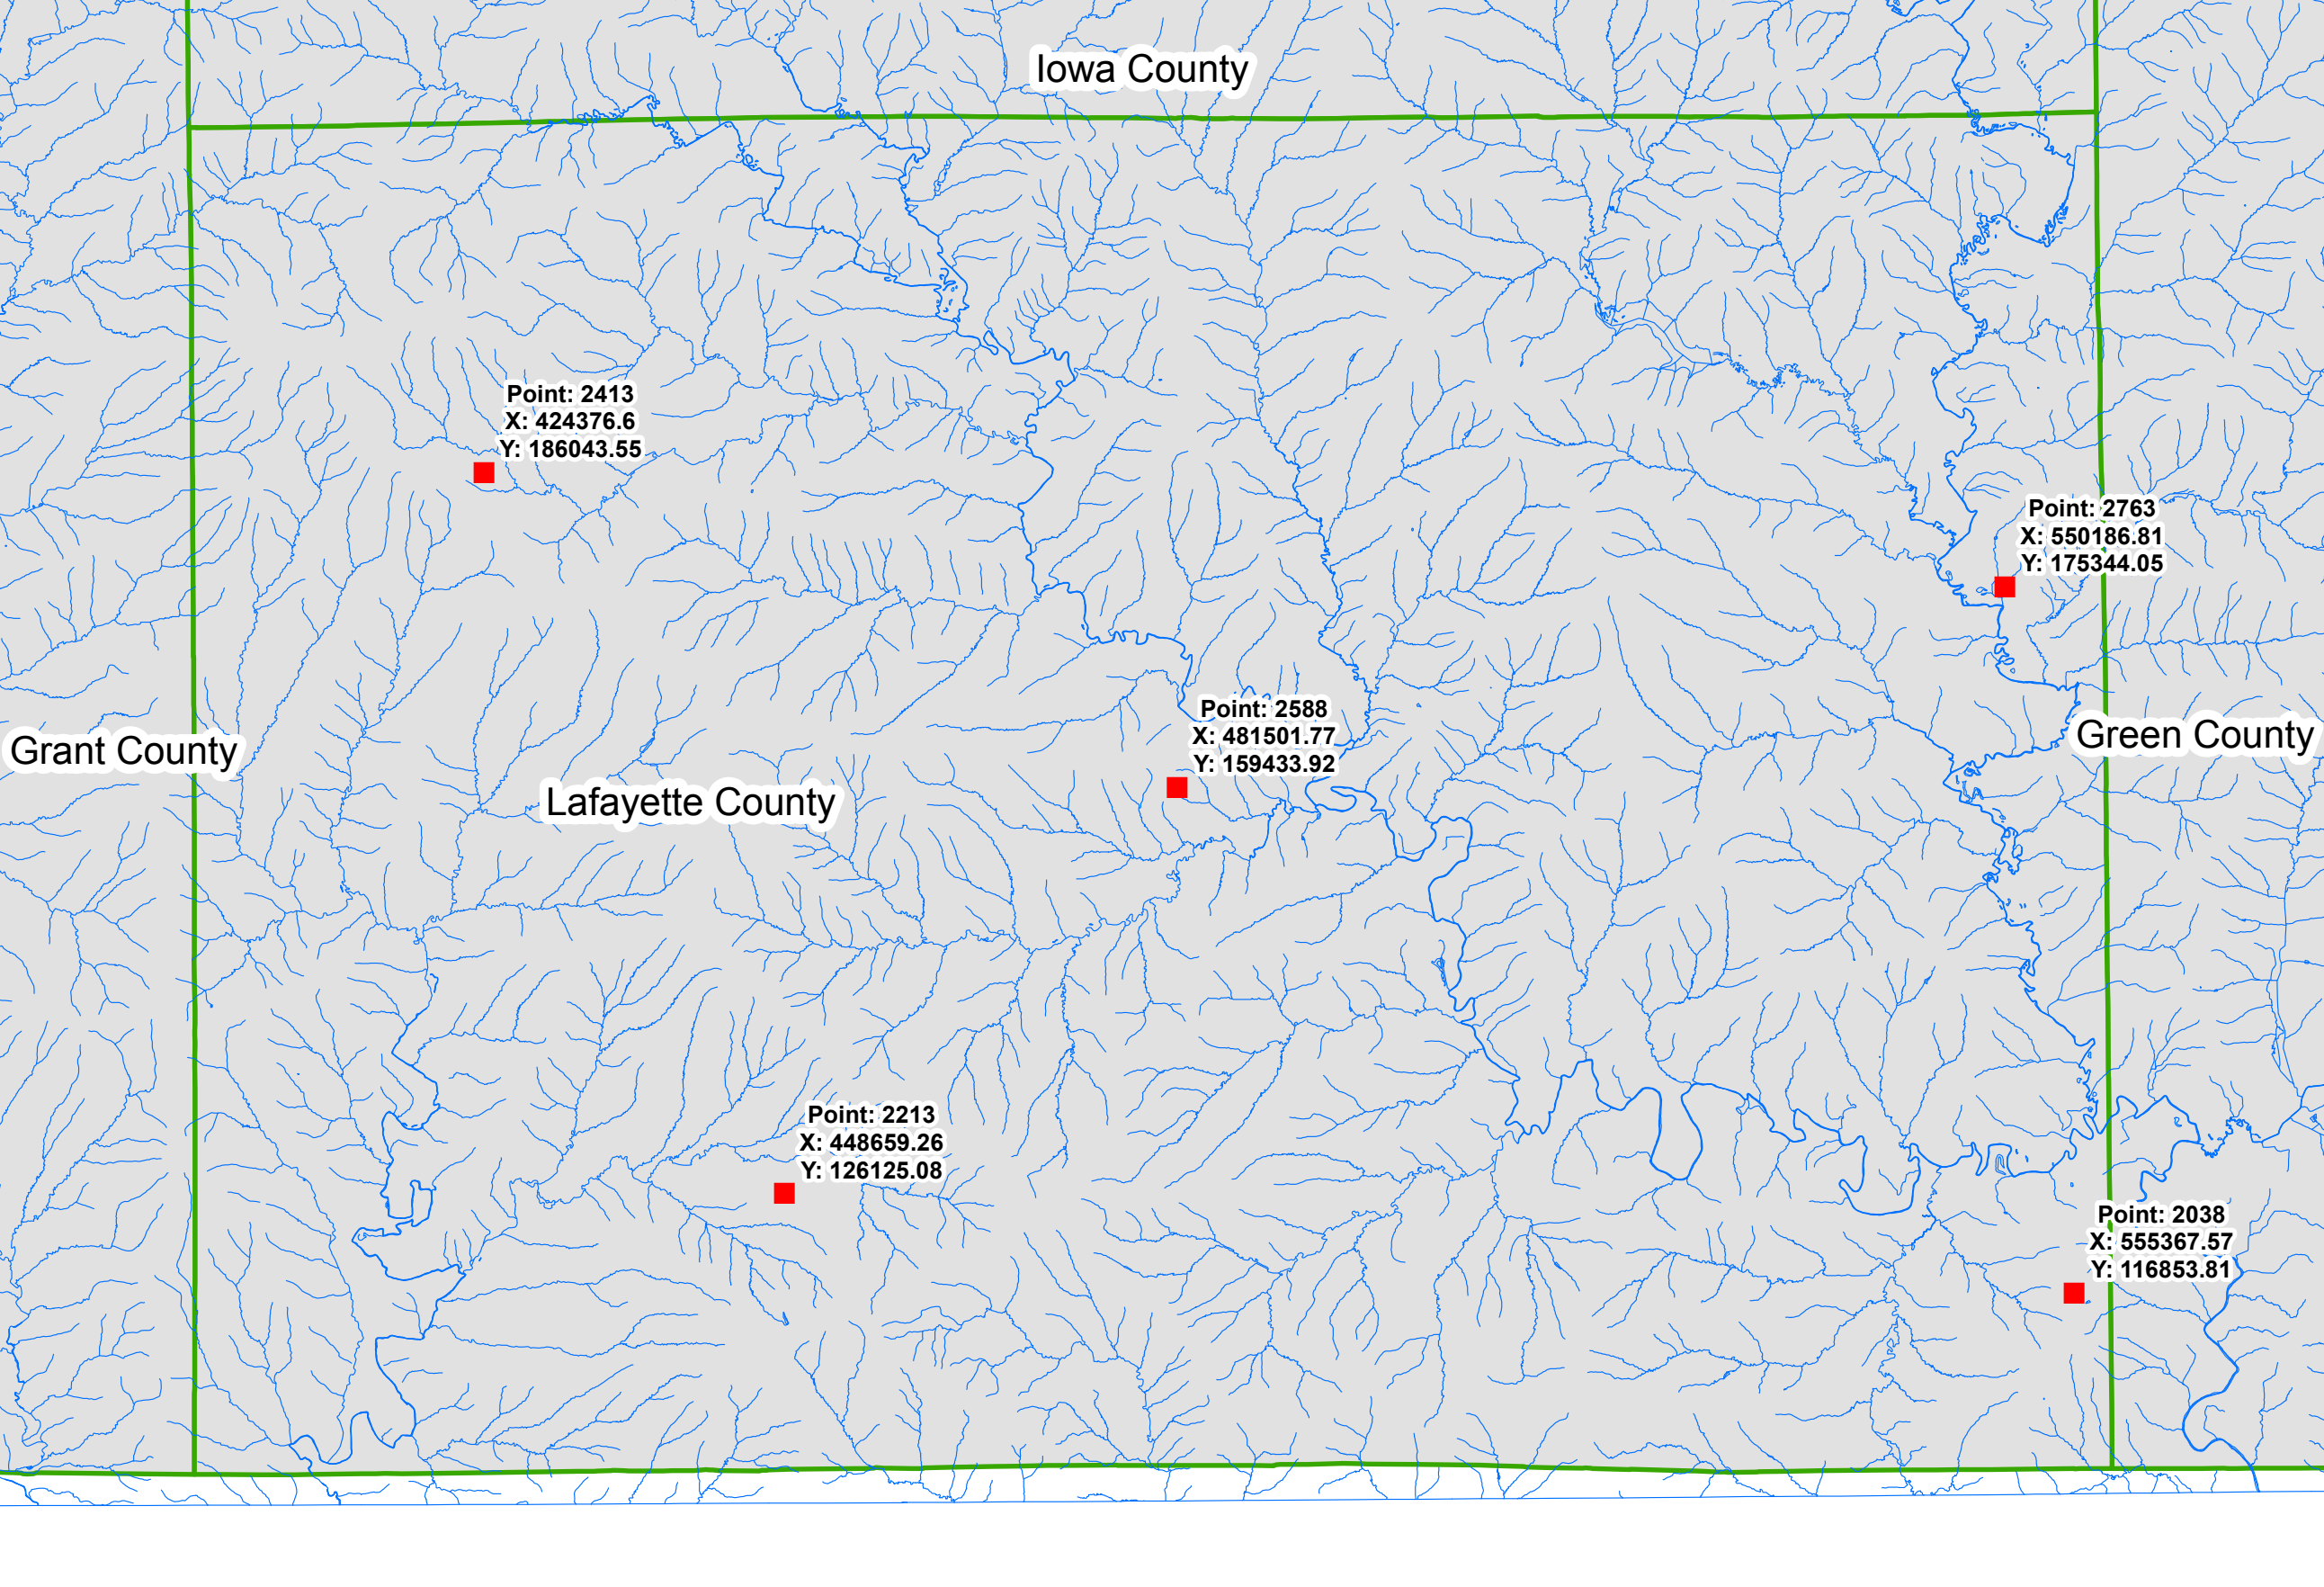 Iowa County
Point: 2413
X: 424376.6
Y: 186043.55
Point: 2763
X: 550186.81
Y: 175344.05
Point: 2588
X: 481501.77
Y: 159433.92
Grant County
Green County
Lafayette County
Point: 2213
X: 448659.26
Y: 126125.08
Point: 2038
X: 555367.57
Y: 116853.81